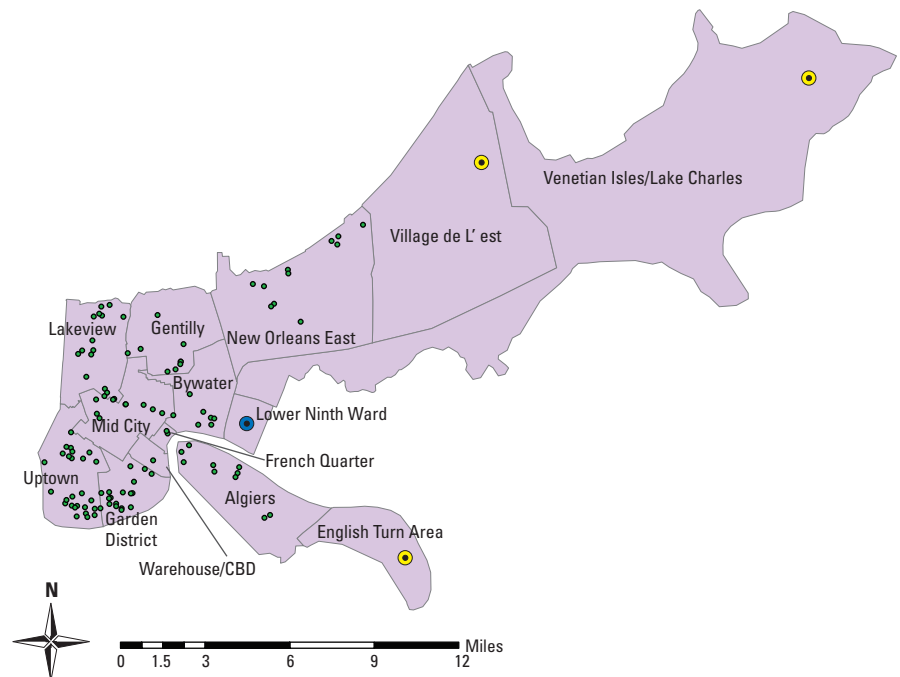 Venetian Isles/Lake Charles
Village de L' est
Lakeview
Gentilly
New Orleans East
Bywater
Lower Ninth Ward
Mid City
French Quarter
Uptown
Algiers
Garden
District
English Turn Area
Warehouse/CBD
N
Miles
0 1.5 3 6 9 12